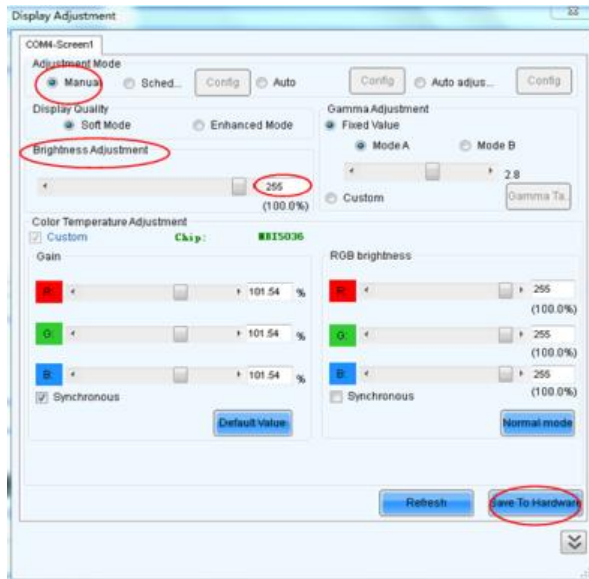 Display Adjustment
COM4-Screen1
Adjustment Mode
Manual Sched... Config Auto Config Auto adjus... Config
Display Quality
Soft Mode Enhanced Mode
Gamma Adjustment
Fixed Value
Mode A Mode B
2.8
Custom Gamma Ta..
Brightness Adjustment
255
(100.0%)
Color Temperature Adjustment
Custom Chip: MBI5036
Gain
R: 101.54 %
G: 101.54 %
B: 101.54 %
Synchronous
Default Value
RGB brightness
R: 255
(100.0%)
G: 255
(100.0%)
B: 255
(100.0%)
Synchronous
Normal mode
Refresh Save To Hardware